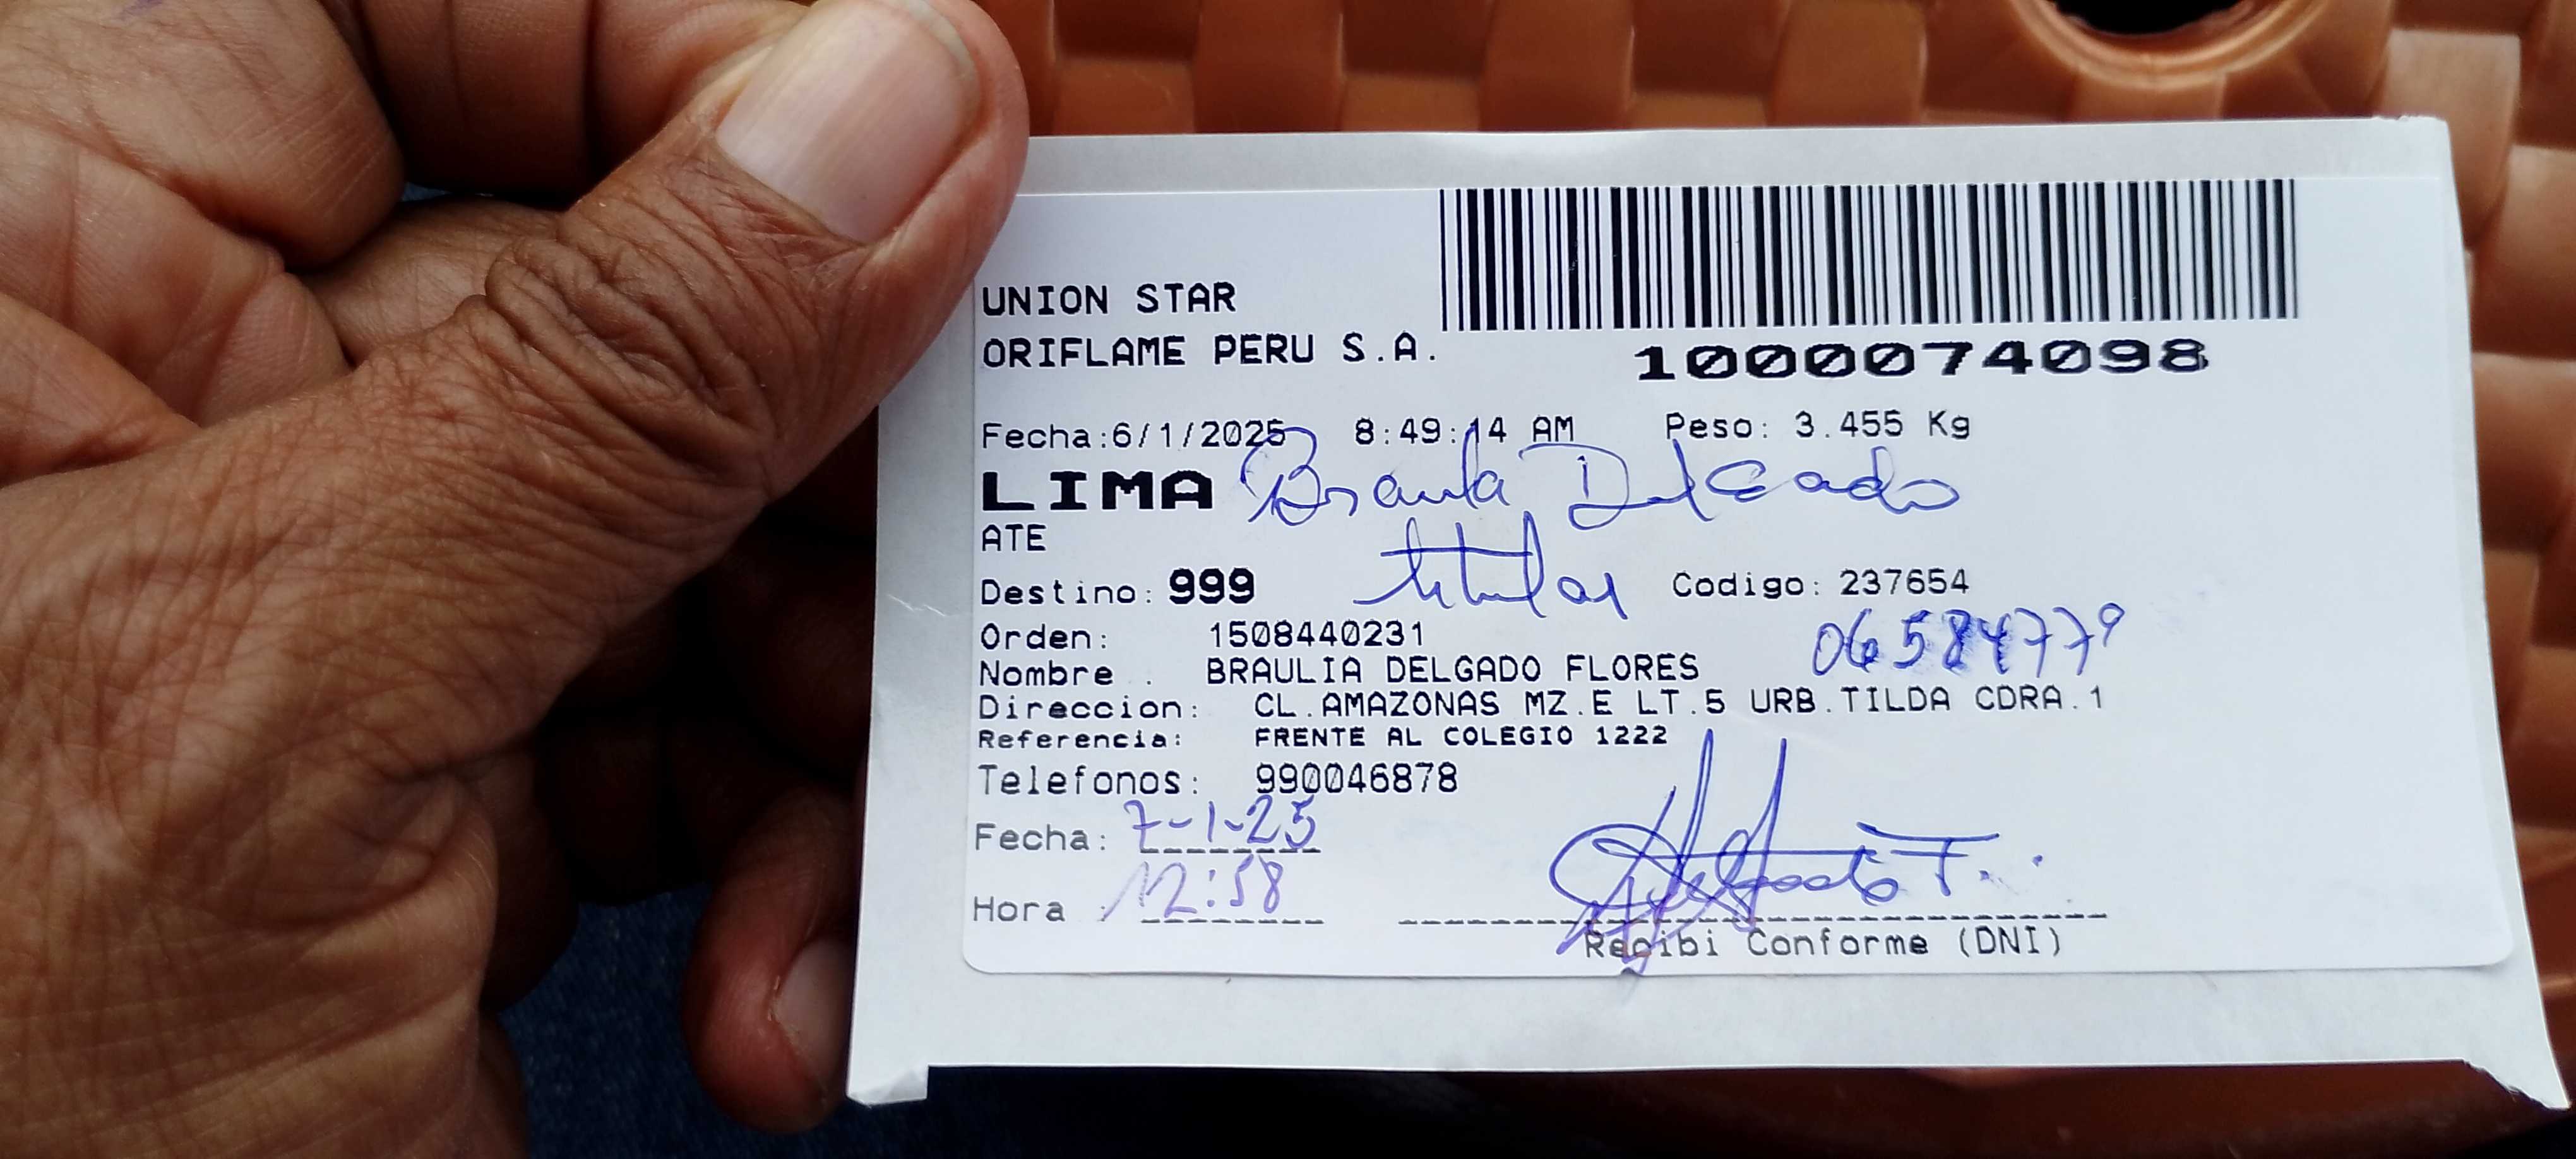 UNION STAR
ORIFLAME PERU S.A.
1000074098
Fecha:6/1/2025 8:49:14 AM Peso: 3.455 Kg
LIMA Braula Delgado
ATE titular
Destino: 999 Codigo: 237654
Orden: 1508440231 06584779
Nombre . BRAULIA DELGADO FLORES
Direccion: CL.AMAZONAS MZ.E LT.5 URB.TILDA CDRA.1
Referencia: FRENTE AL COLEGIO 1222
Telefonos: 990046878
Fecha: 7-1-25
Hora : 12:58 Delgado F.
Recibi Conforme (DNI)